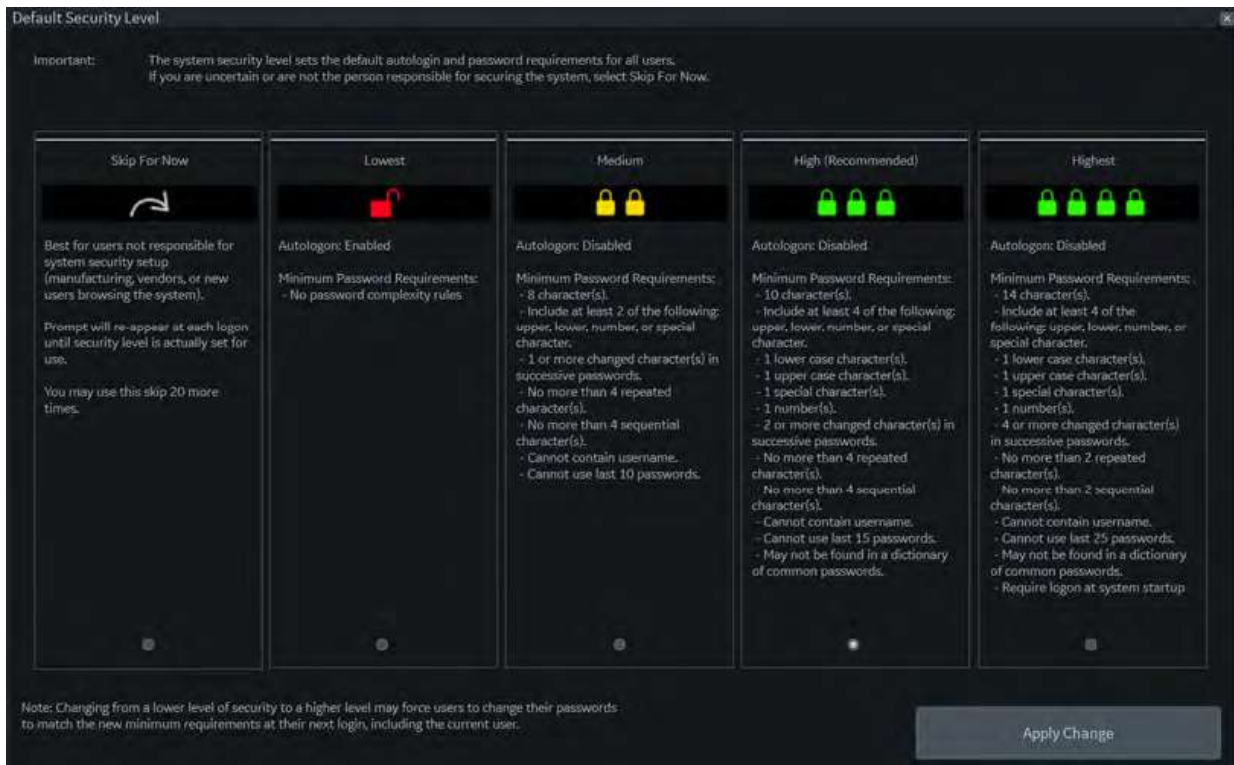 Default Security Level
Important: The system security level sets the default autologin and password requirements for all users.
If you are uncertain or are not the person responsible for securing the system, select Skip For Now.
Skip For Now
Best for users not responsible for
system security setup
(manufacturing, vendors, or new
users browsing the system).
Prompt will re-appear at each logon
until security level is actually set for
use.
You may use this skip 20 more
times.
Lowest
Autologon: Enabled
Minimum Password Requirements:
- No password complexity rules
Medium
Autologon: Disabled
Minimum Password Requirements:
- 8 character(s).
- Include at least 2 of the following:
upper, lower, number, or special
character.
- 1 or more changed character(s) in
successive passwords.
- No more than 4 repeated
character(s).
- No more than 4 sequential
character(s).
- Cannot contain username.
- Cannot use last 10 passwords.
High (Recommended)
Autologon: Disabled
Minimum Password Requirements:
- 10 character(s).
- Include at least 4 of the following:
upper, lower, number, or special
character.
- 1 lower case character(s).
- 1 upper case character(s).
- 1 special character(s).
- 1 number(s).
- 2 or more changed character(s) in
successive passwords.
- No more than 4 repeated
character(s).
- No more than 4 sequential
character(s).
- Cannot contain username.
- Cannot use last 15 passwords.
- May not be found in a dictionary
of common passwords.
Highest
Autologon: Disabled
Minimum Password Requirements:
- 14 character(s).
- Include at least 4 of the
following: upper, lower, number, or
special character.
- 1 lower case character(s).
- 1 upper case character(s).
- 1 special character(s).
- 1 number(s).
- 4 or more changed character(s)
in successive passwords.
- No more than 2 repeated
character(s).
- No more than 2 sequential
character(s).
- Cannot contain username.
- Cannot use last 25 passwords.
- May not be found in a dictionary
of common passwords.
- Require logon at system startup
Note: Changing from a lower level of security to a higher level may force users to change their passwords
to match the new minimum requirements at their next login, including the current user.
Apply Change